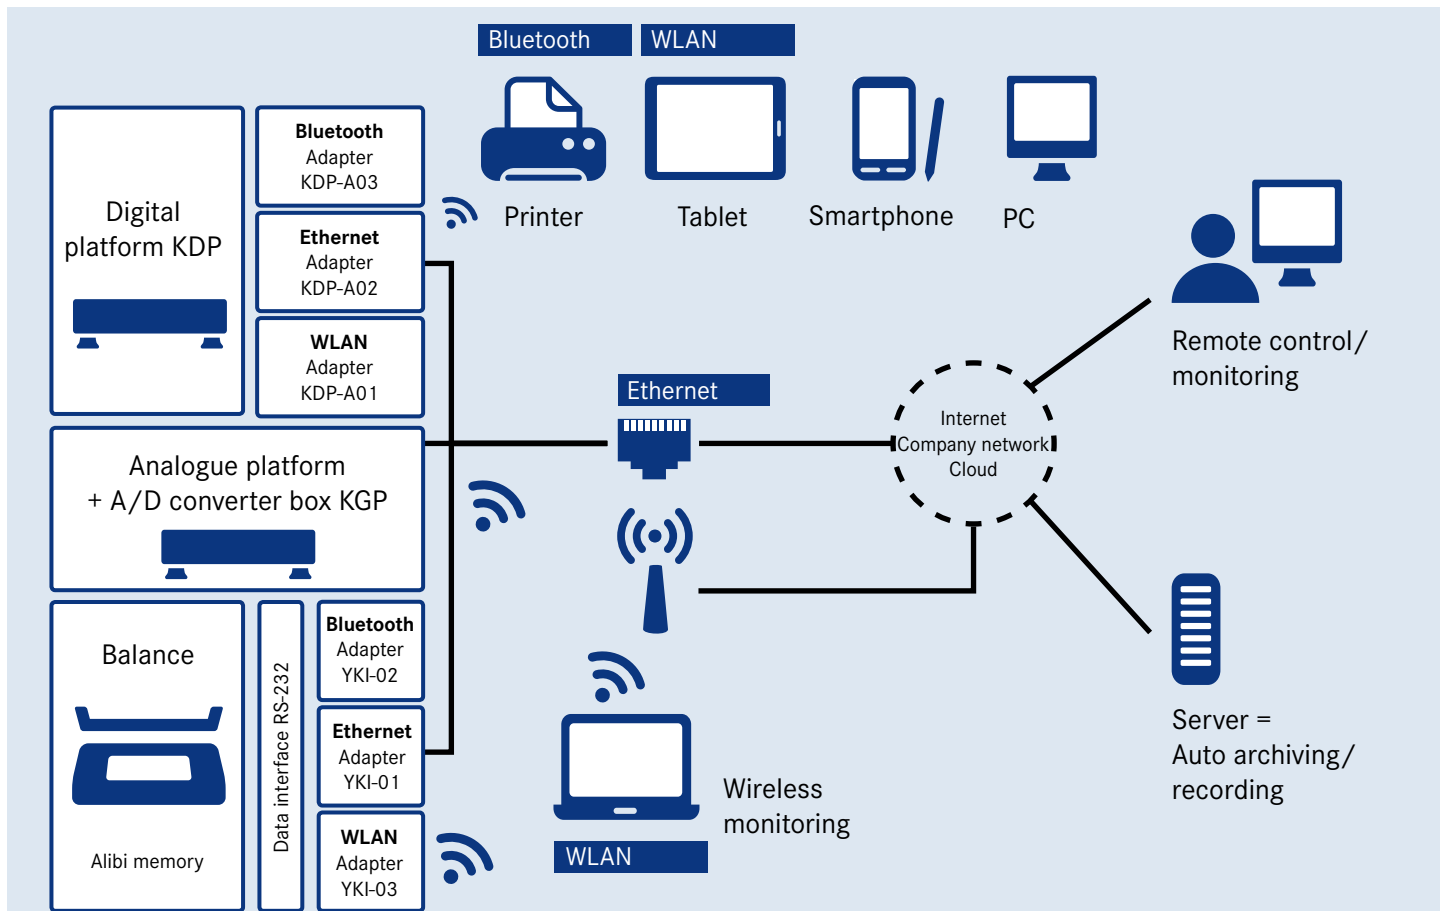 Bluetooth
WLAN
Printer
Tablet
Smartphone
PC
Digital
platform KDP
Bluetooth
Adapter
KDP-A03
Ethernet
Adapter
KDP-A02
WLAN
Adapter
KDP-A01
Analogue platform
+ A/D converter box KGP
Balance
Alibi memory
Data interface RS-232
Bluetooth
Adapter
YKI-02
Ethernet
Adapter
YKI-01
WLAN
Adapter
YKI-03
Ethernet
Wireless
monitoring
WLAN
Internet
Company network
Cloud
Remote control/
monitoring
Server =
Auto archiving/
recording